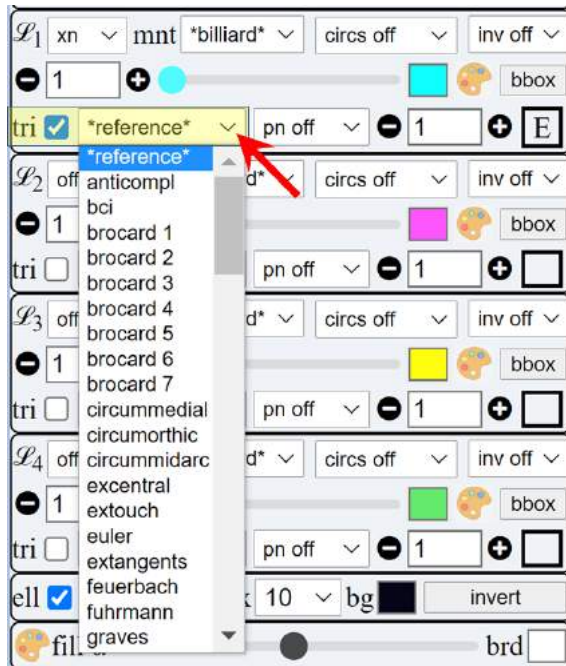 ℒ1 xn mnt *billiard* circs off inv off
1 bbox
tri *reference* pn off 1 E
*reference*
ℒ2 off d* circs off inv off
anticompl
bci
1 bbox
brocard 1
brocard 2
tri pn off 1
brocard 3
brocard 4
ℒ3 off d* circs off inv off
brocard 5
brocard 6
1 bbox
brocard 7
circummedial
tri pn off 1
circumorthic
circummidarc
ℒ4 off d* circs off inv off
excentral
extouch
1 bbox
euler
extangents
tri pn off 1
feuerbach
ell 10 bg invert
fuhrmann
graves
fill brd